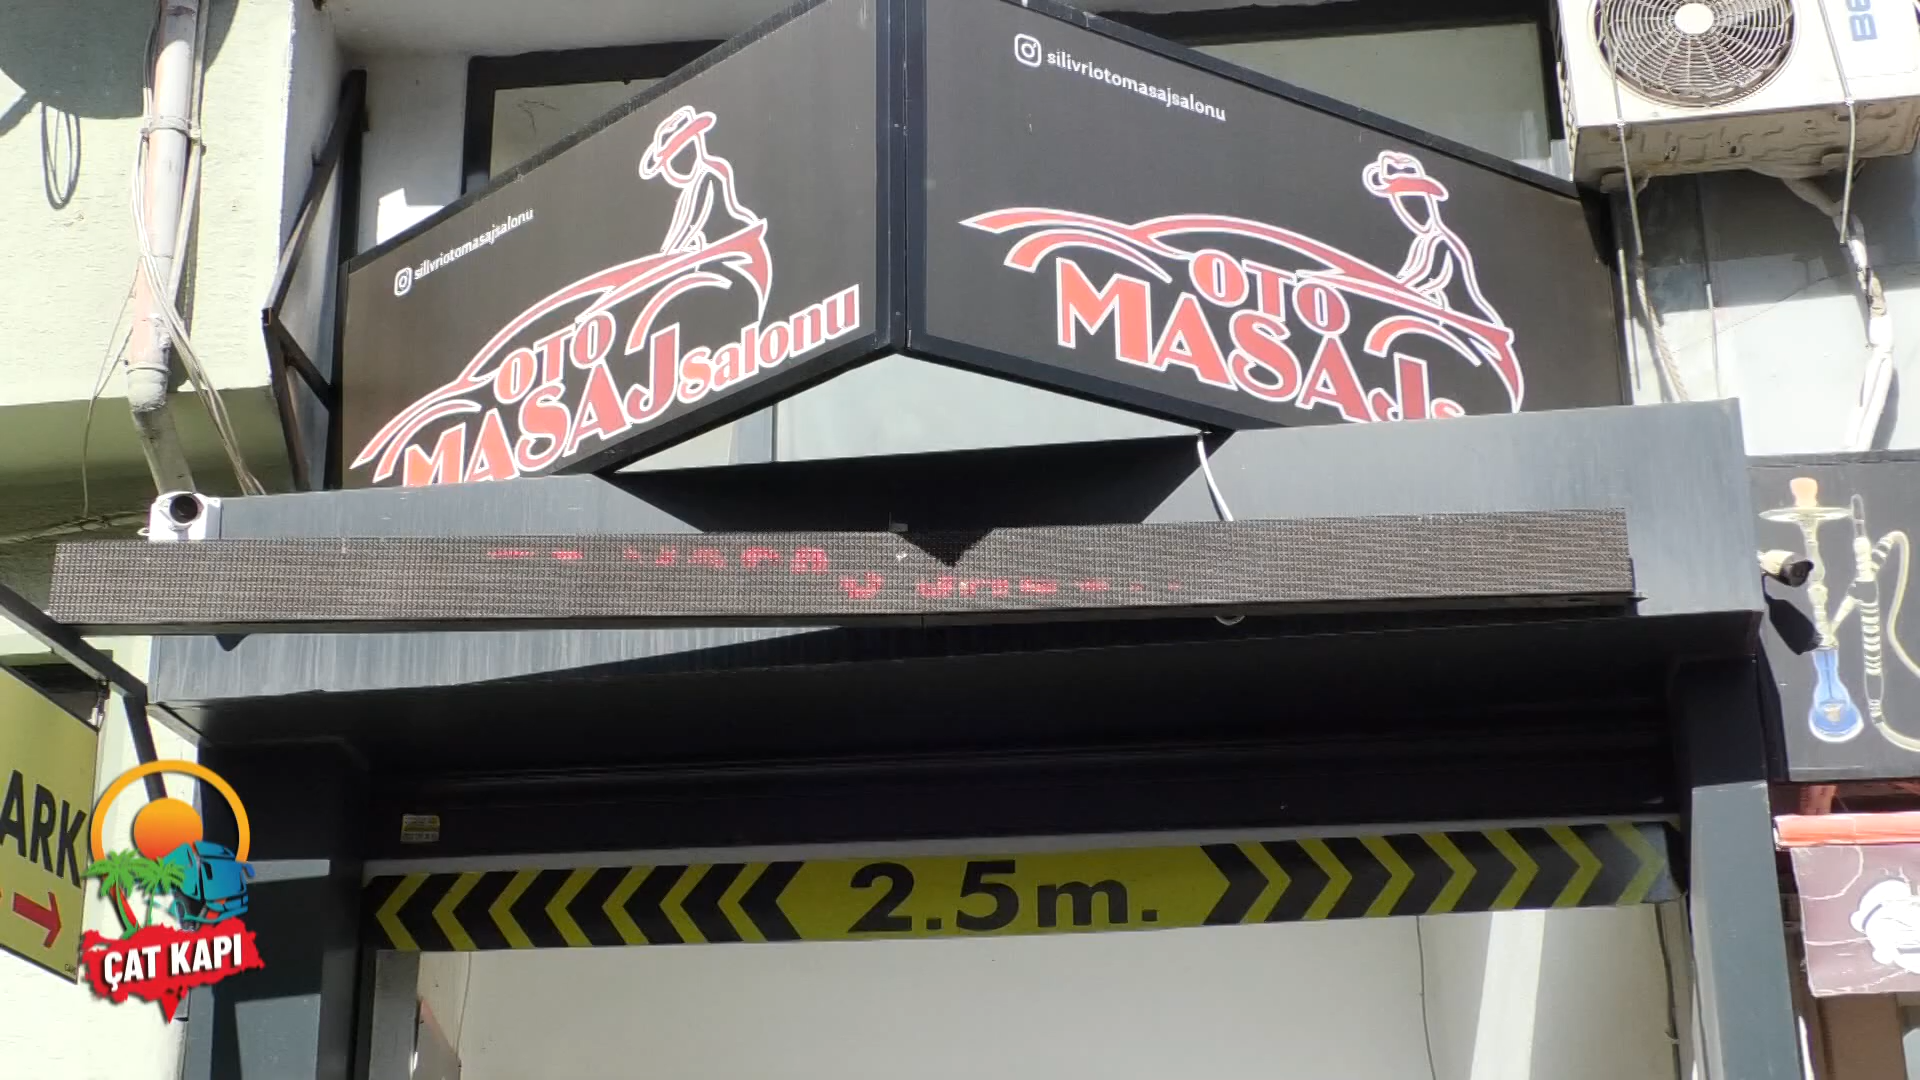 silivriotomasajsalonu
OTO
MASAJ salonu
silivriotomasajsalonu
OTO
MASAJ
2.5m.
ARK
ÇAT KAPI